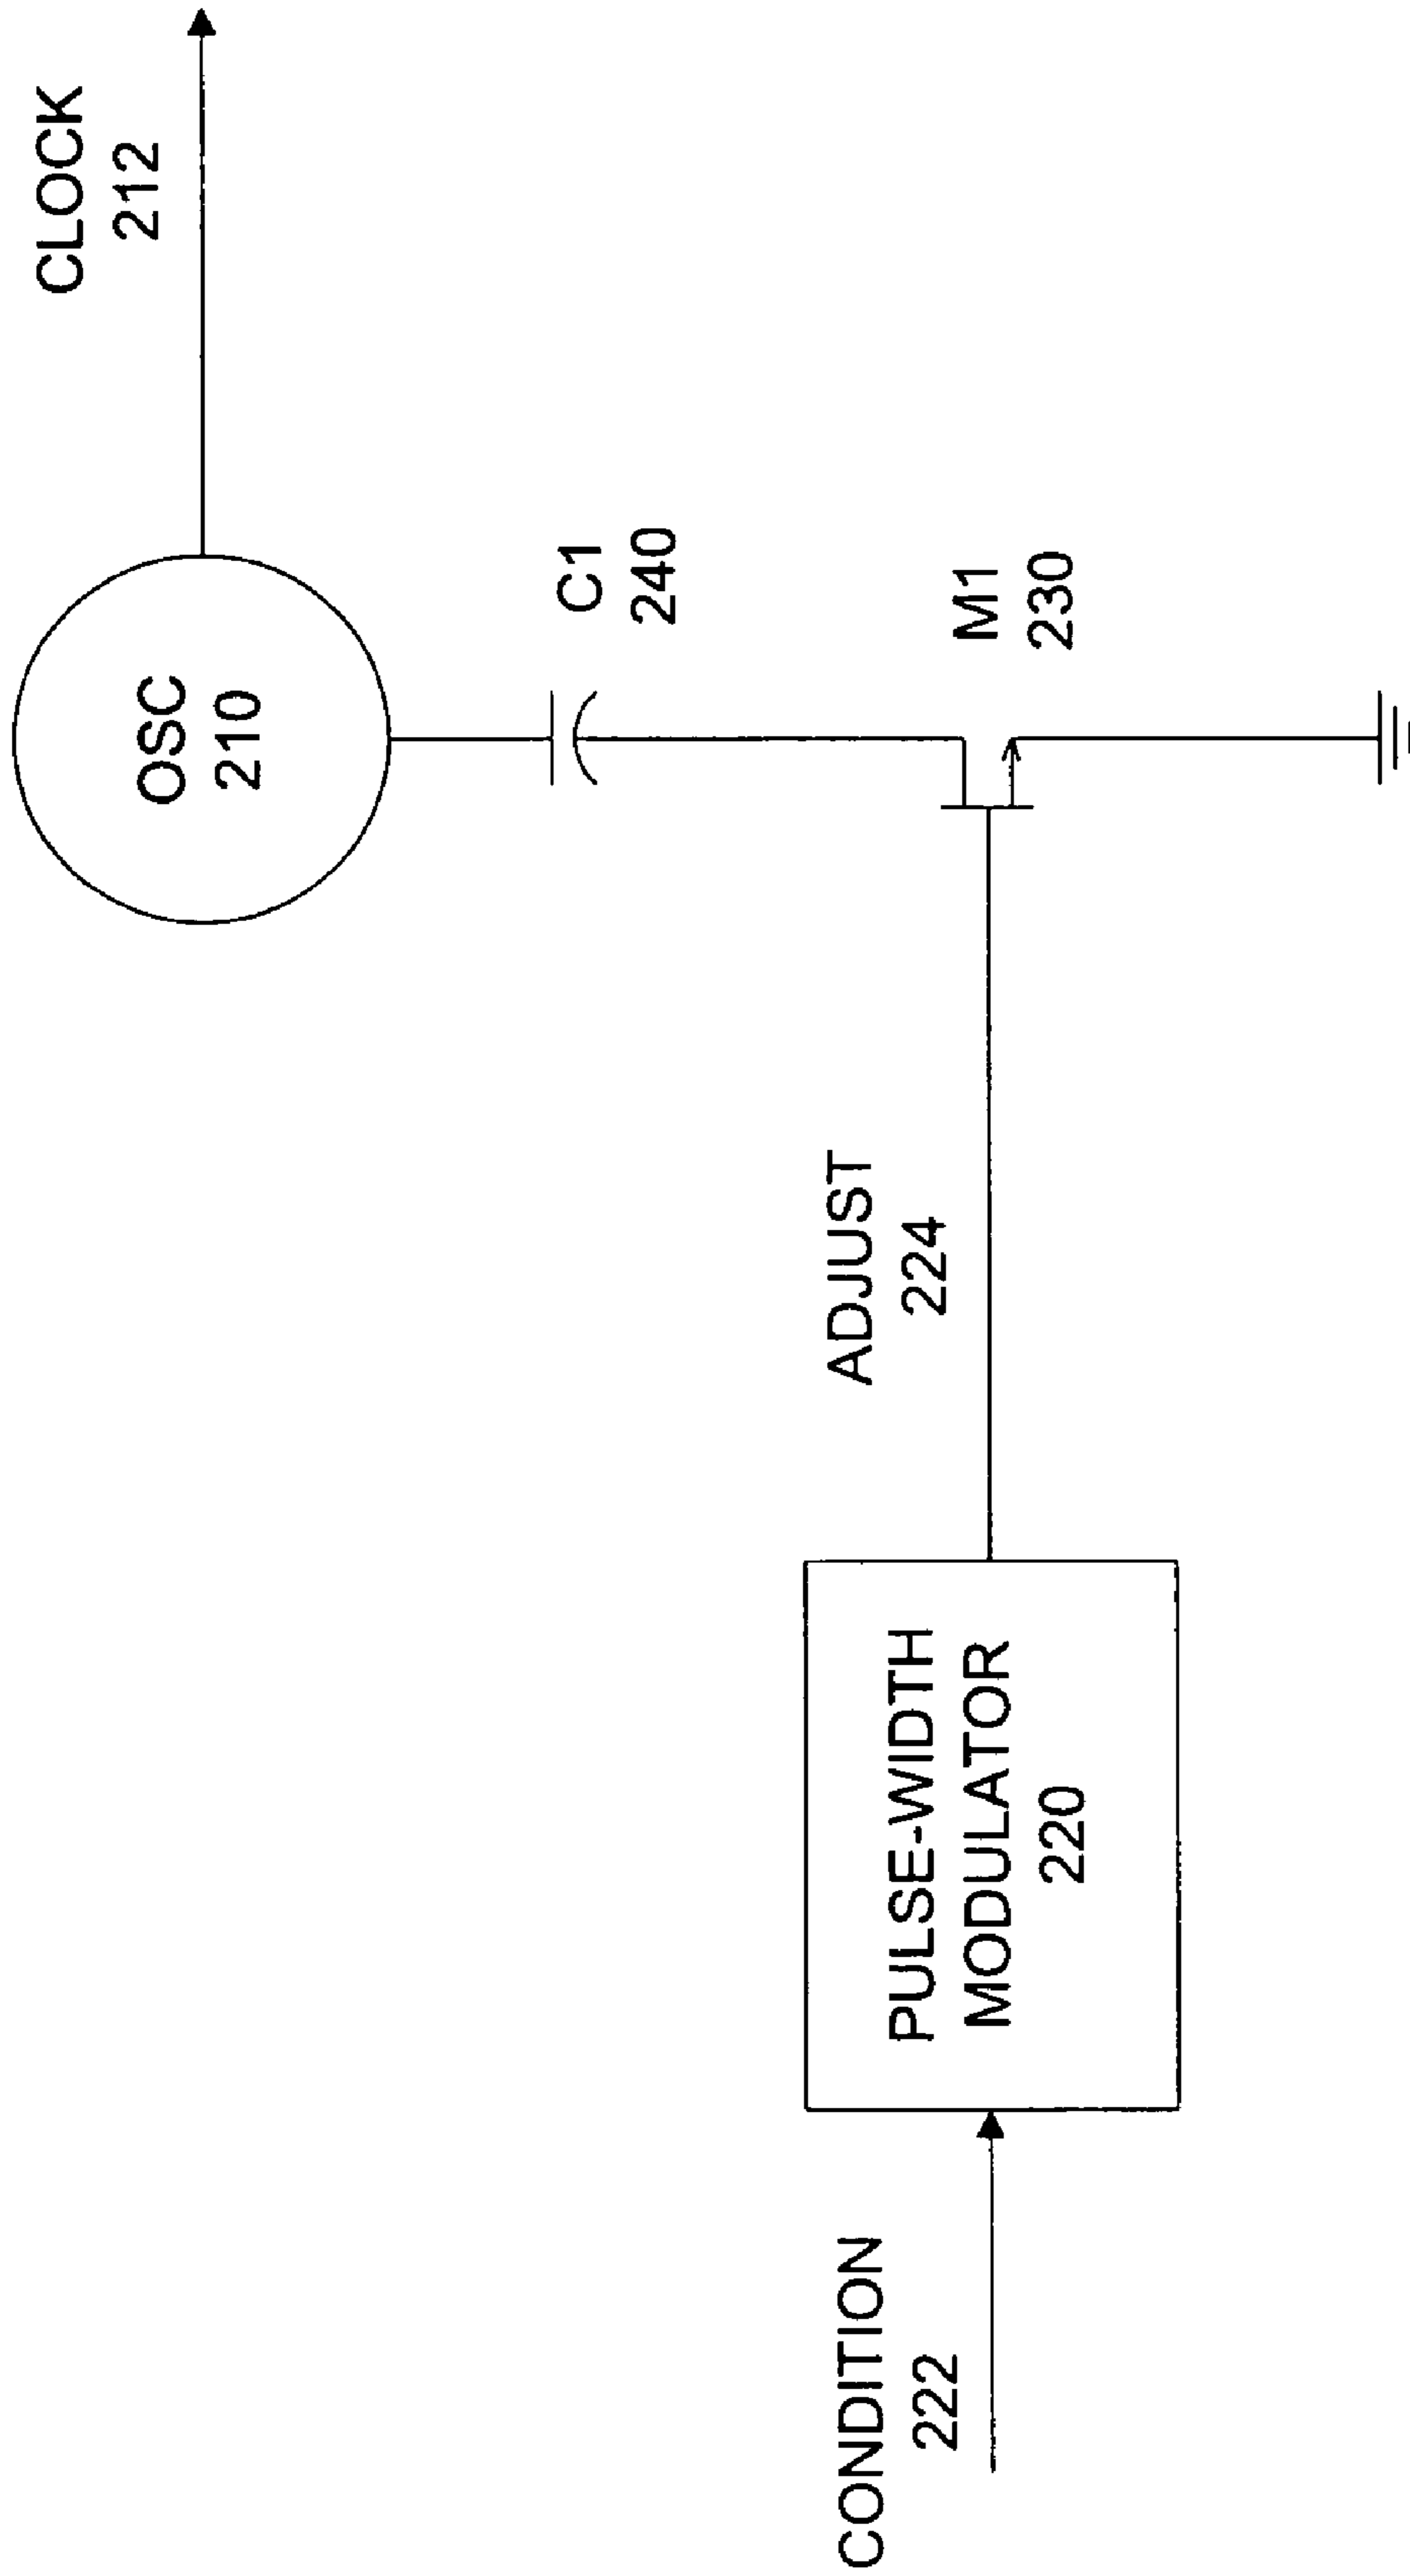 CLOCK
212
OSC
210
C1
240
M1
230
ADJUST
224
PULSE-WIDTH
MODULATOR
220
CONDITION
222